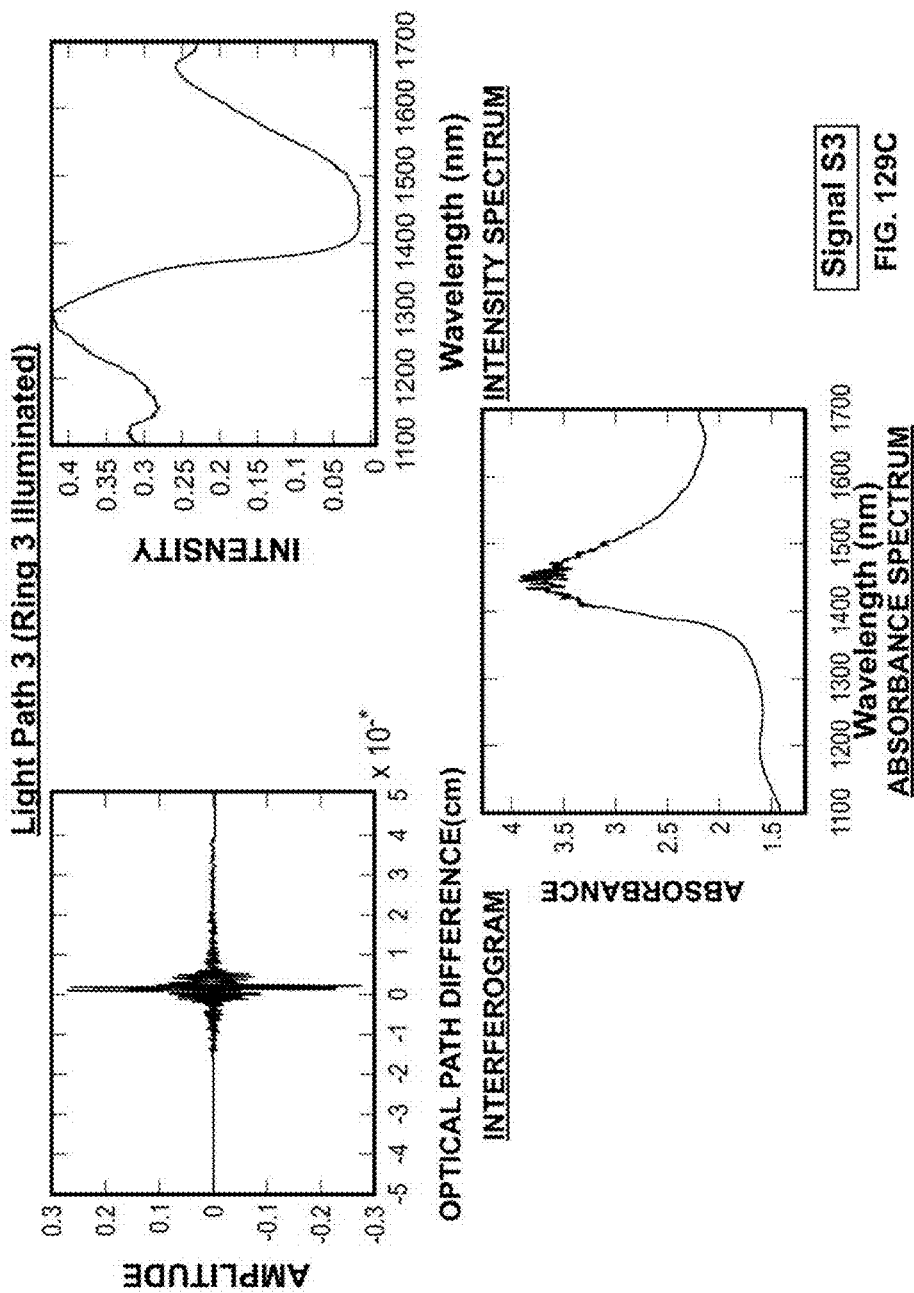 Light Path 3 (Ring 3 Illuminated)
AMPLITUDE
0.3
0.2
0.1
0
-0.1
-0.2
-0.3
-5 -4 -3 -2 -1 0 1 2 3 4 5
OPTICAL PATH DIFFERENCE(cm)
INTERFEROGRAM
INTENSITY
0.4
0.35
0.3
0.25
0.2
0.15
0.1
0.05
0
1100 1200 1300 1400 1500 1600 1700
Wavelength (nm)
INTENSITY SPECTRUM
ABSORBANCE
4
3.5
3
2.5
2
1.5
1100 1200 1300 1400 1500 1600 1700
Wavelength (nm)
ABSORBANCE SPECTRUM
Signal S3
FIG. 129C